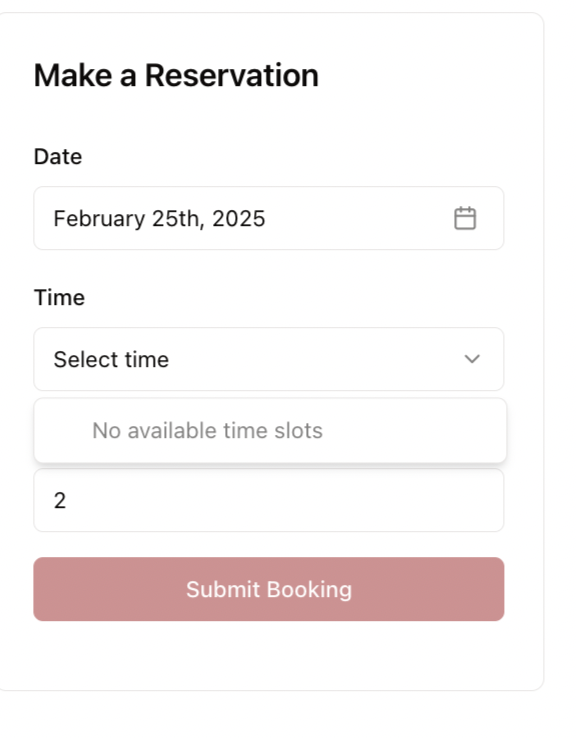 Make a Reservation
Date
February 25th, 2025
Time
Select time
No available time slots
2
Submit Booking